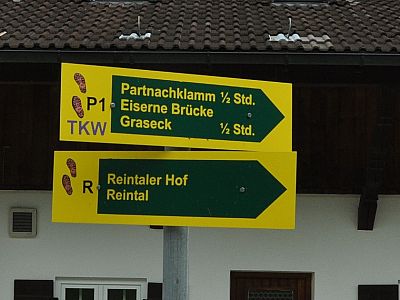 P1
TKW
Partnachklamm ½ Std.
Eiserne Brücke
Graseck ½ Std.
R
Reintaler Hof
Reintal